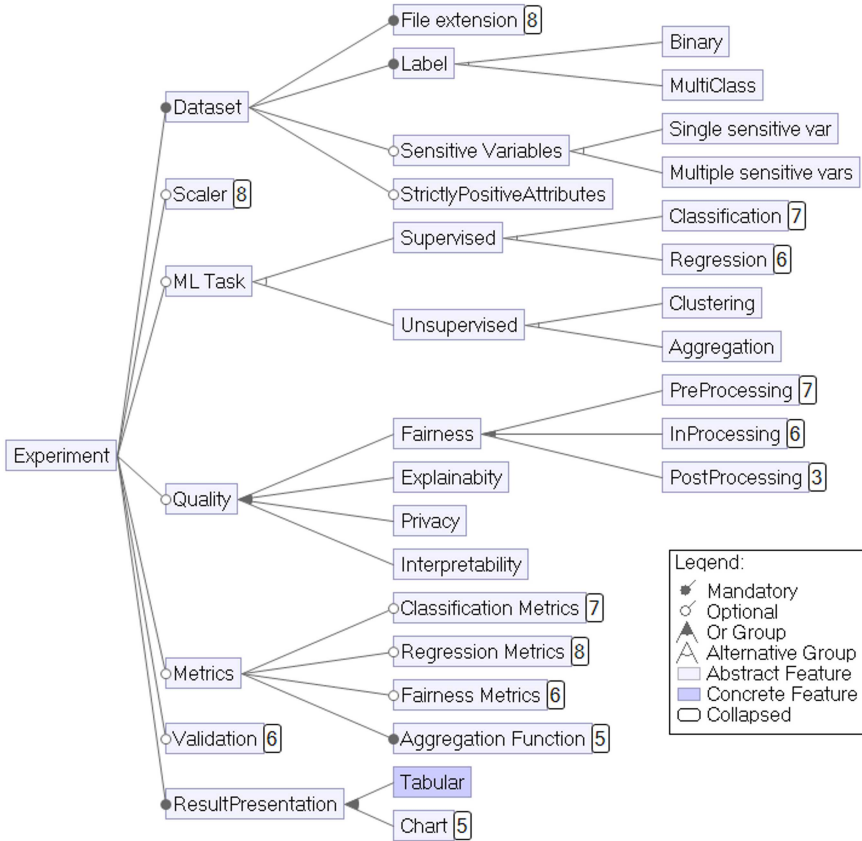 File extension 8
Label
Binary
MultiClass
Dataset
Sensitive Variables
Single sensitive var
Multiple sensitive vars
StrictlyPositiveAttributes
Scaler 8
ML Task
Supervised
Classification 7
Regression 6
Unsupervised
Clustering
Aggregation
Experiment
Quality
Fairness
PreProcessing 7
InProcessing 6
PostProcessing 3
Explainabity
Privacy
Interpretability
Metrics
Classification Metrics 7
Regression Metrics 8
Fairness Metrics 6
Aggregation Function 5
Validation 6
ResultPresentation
Tabular
Chart 5
Legend:
Mandatory
Optional
Or Group
Alternative Group
Abstract Feature
Concrete Feature
Collapsed